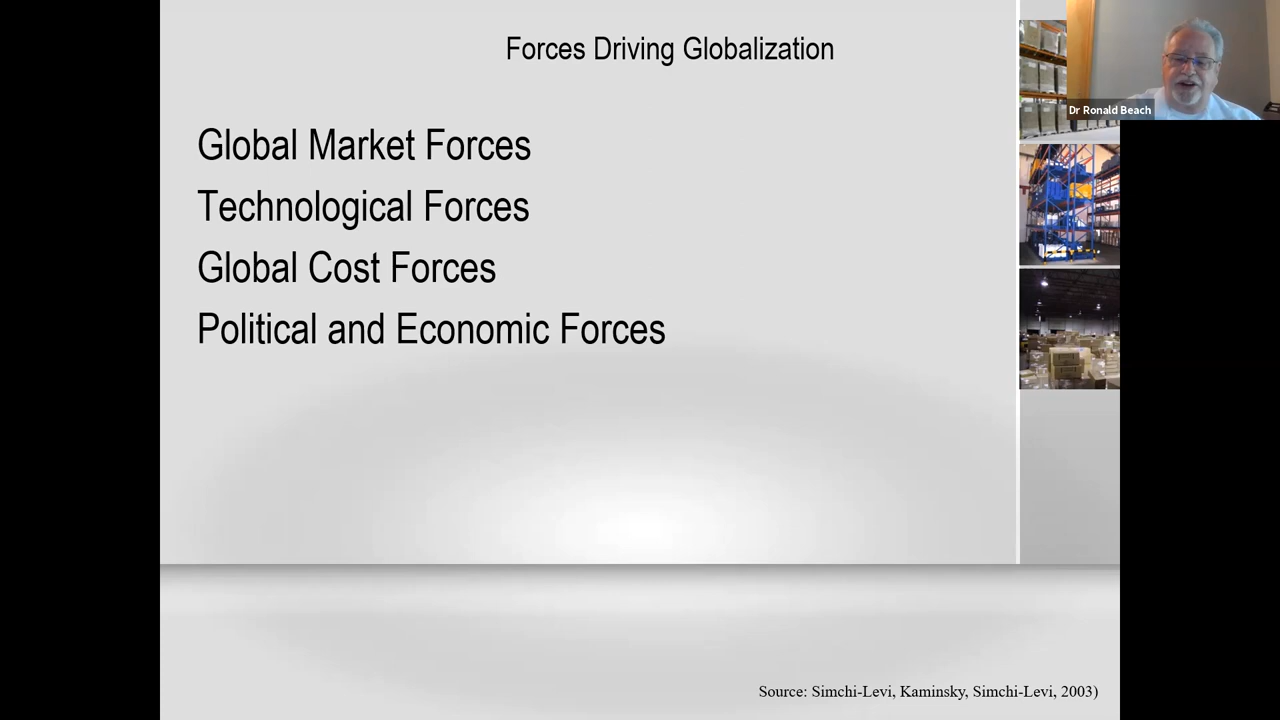 Forces Driving Globalization
Dr Ronald Beach
Global Market Forces
Technological Forces
Global Cost Forces
Political and Economic Forces
Source: Simchi-Levi, Kaminsky, Simchi-Levi, 2003)